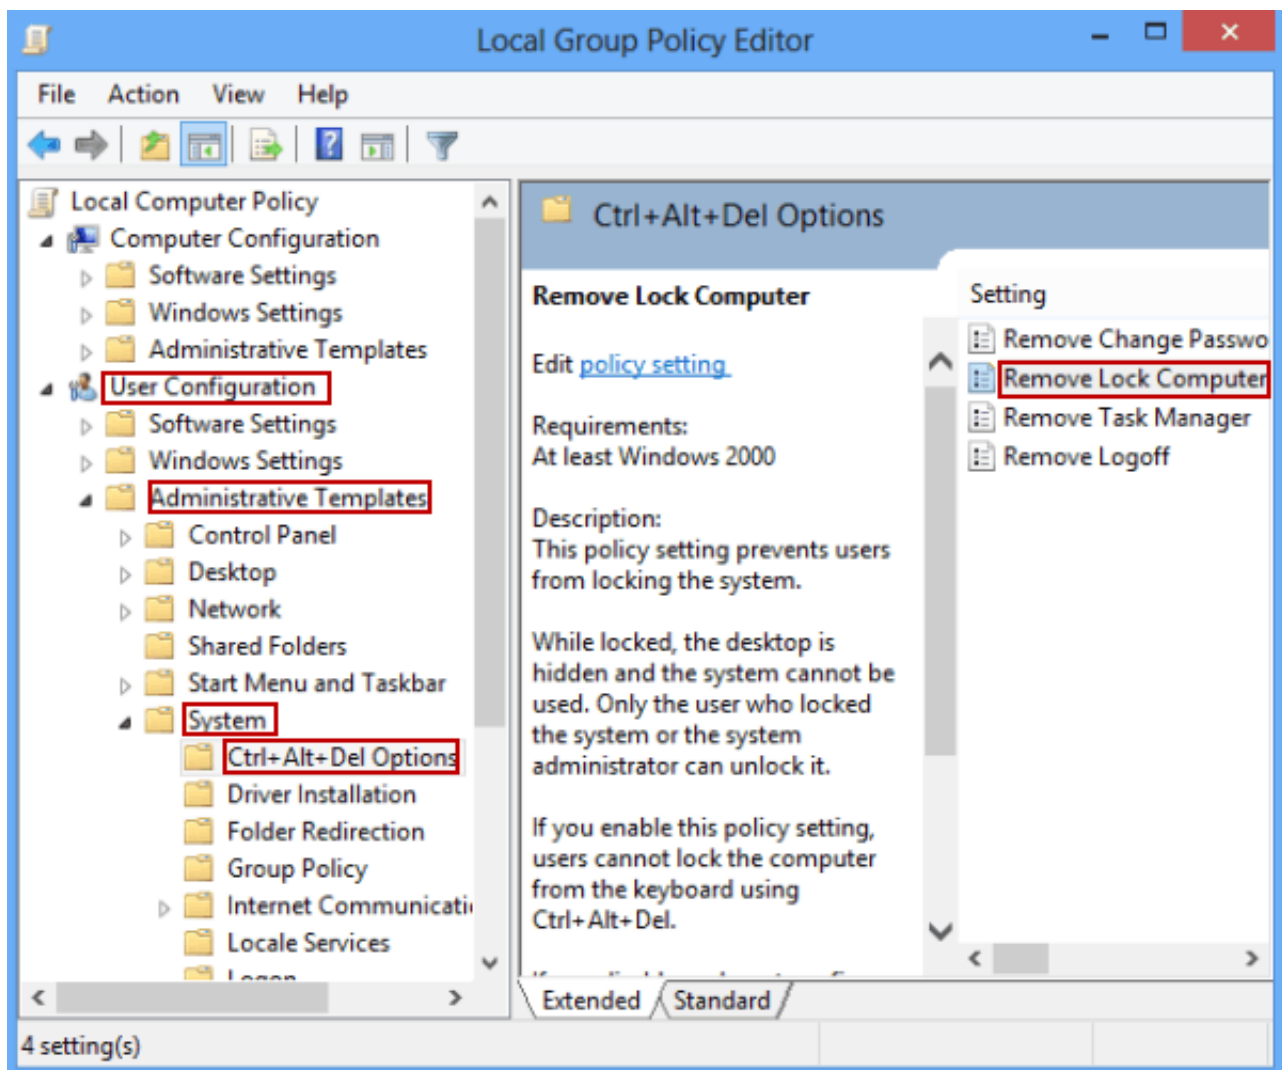 Local Group Policy Editor
File Action View Help
Local Computer Policy
Computer Configuration
Software Settings
Windows Settings
Administrative Templates
User Configuration
Software Settings
Windows Settings
Administrative Templates
Control Panel
Desktop
Network
Shared Folders
Start Menu and Taskbar
System
Ctrl+Alt+Del Options
Driver Installation
Folder Redirection
Group Policy
Internet Communicati
Locale Services
Logon
Ctrl+Alt+Del Options
Remove Lock Computer
Edit policy setting
Requirements:
At least Windows 2000
Description:
This policy setting prevents users
from locking the system.
While locked, the desktop is
hidden and the system cannot be
used. Only the user who locked
the system or the system
administrator can unlock it.
If you enable this policy setting,
users cannot lock the computer
from the keyboard using
Ctrl+Alt+Del.
Setting
Remove Change Passwo
Remove Lock Computer
Remove Task Manager
Remove Logoff
Extended Standard
4 setting(s)